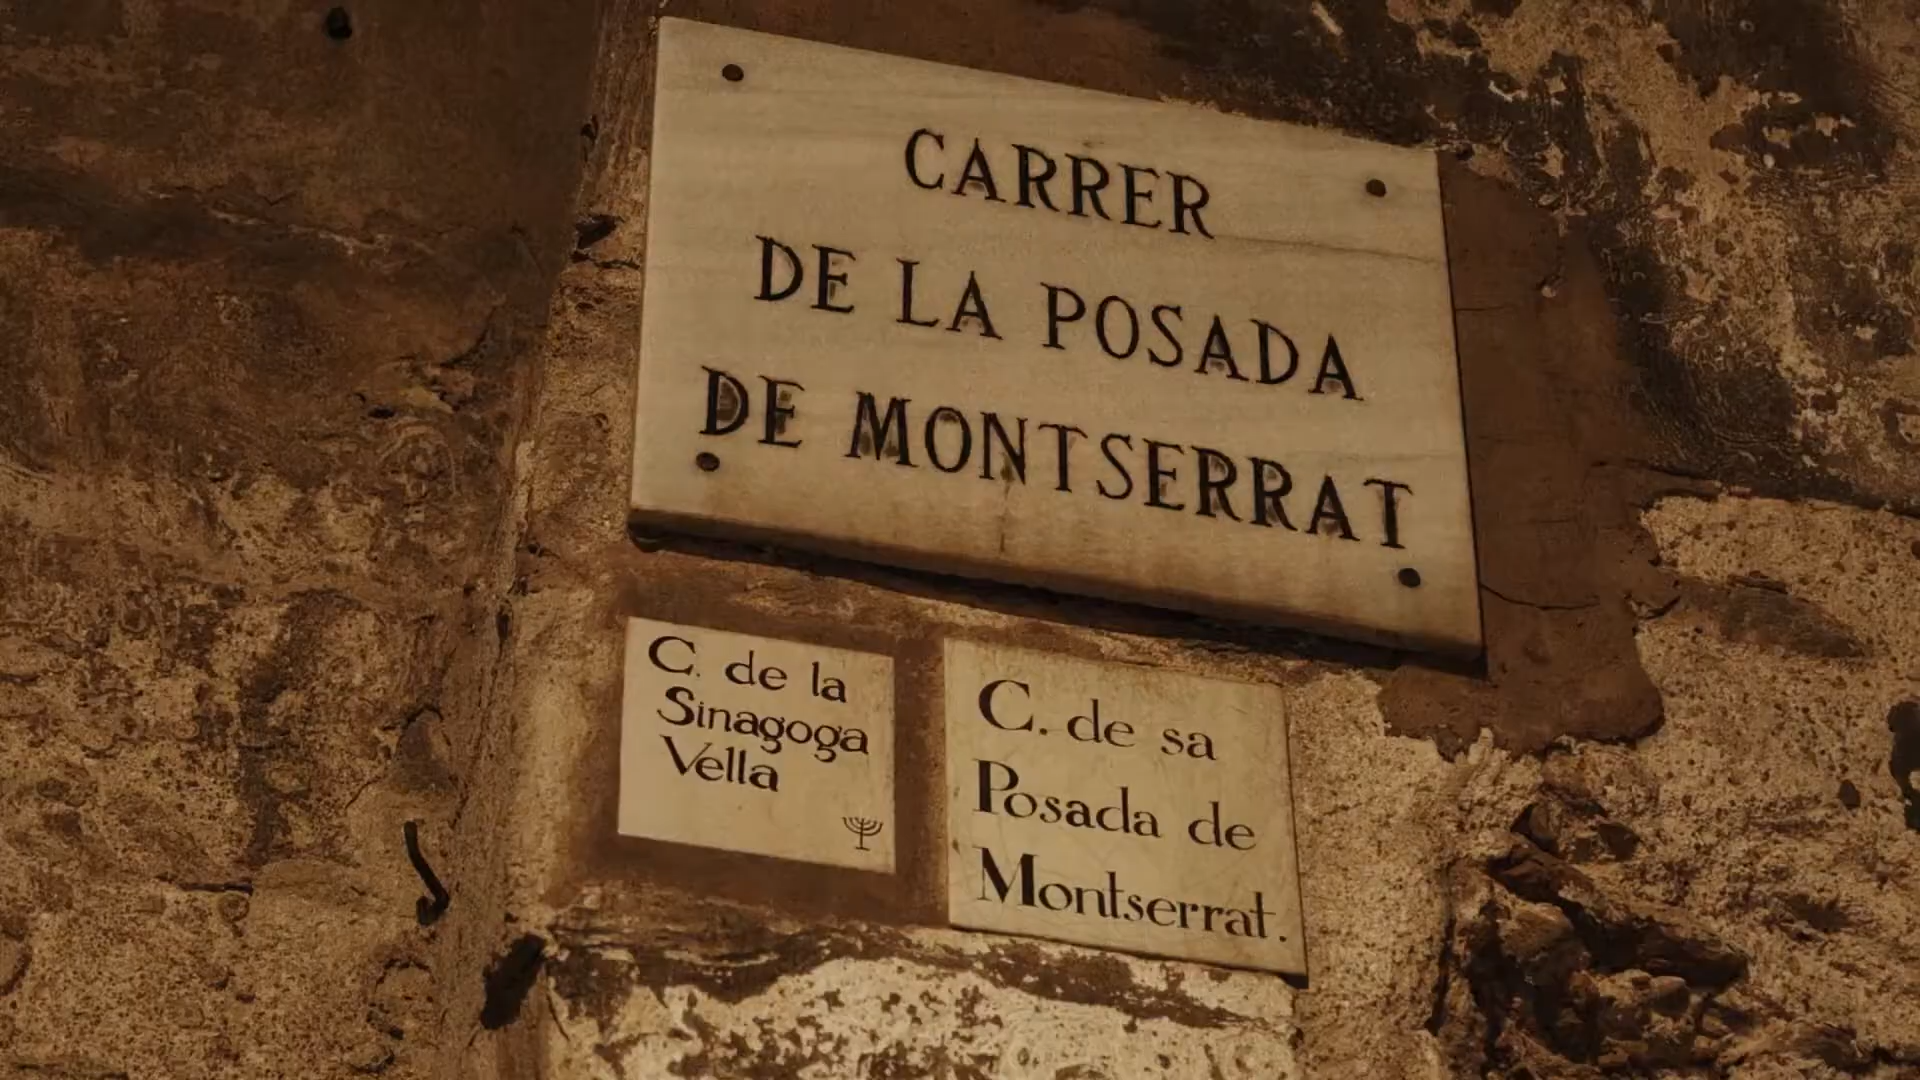 CARRER
DE LA POSADA
DE MONTSERRAT
C. de la
Sinagoga
Vella
C. de sa
Posada de
Montserrat.